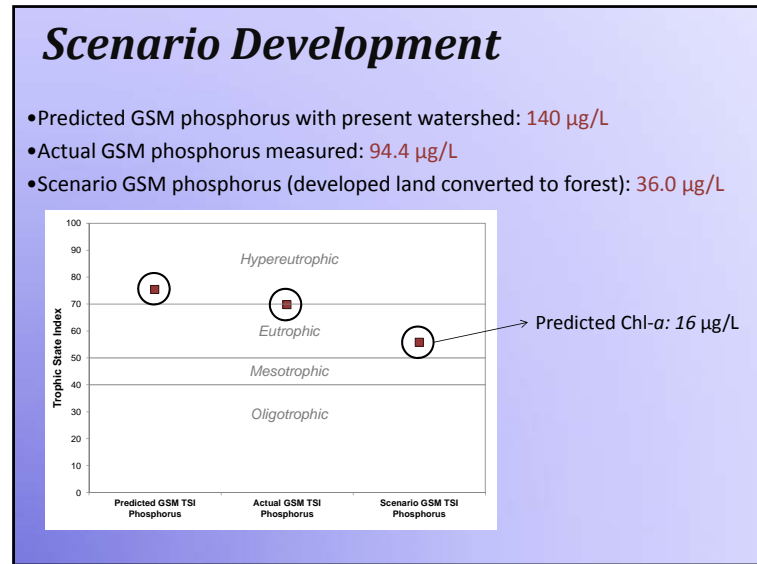 Scenario Development
•Predicted GSM phosphorus with present watershed: 140 µg/L
•Actual GSM phosphorus measured: 94.4 µg/L
•Scenario GSM phosphorus (developed land converted to forest): 36.0 µg/L
100
90
80
70
60
50
40
30
20
10
0
Trophic State Index
Hypereutrophic
Eutrophic
Mesotrophic
Oligotrophic
Predicted Chl-a: 16 µg/L
Predicted GSM TSI
Phosphorus
Actual GSM TSI
Phosphorus
Scenario GSM TSI
Phosphorus